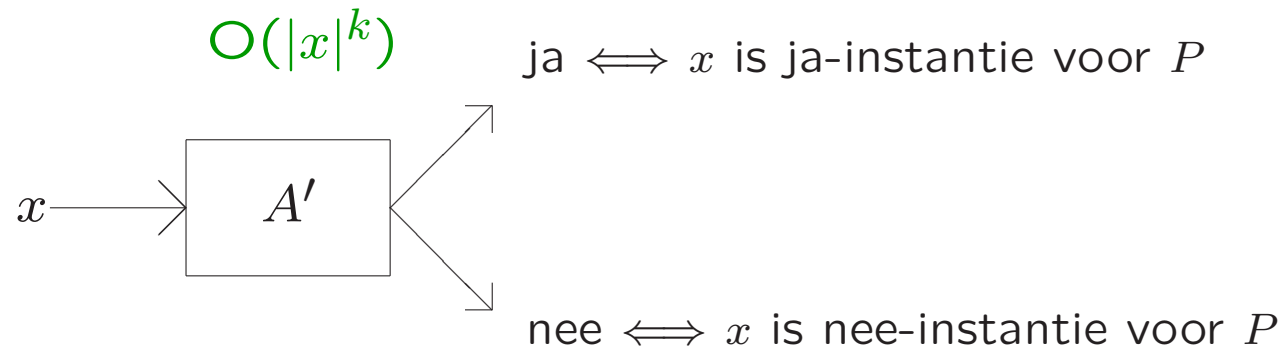 O(|x|^k)
ja ⟺ x is ja-instantie voor P
x
A′
nee ⟺ x is nee-instantie voor P